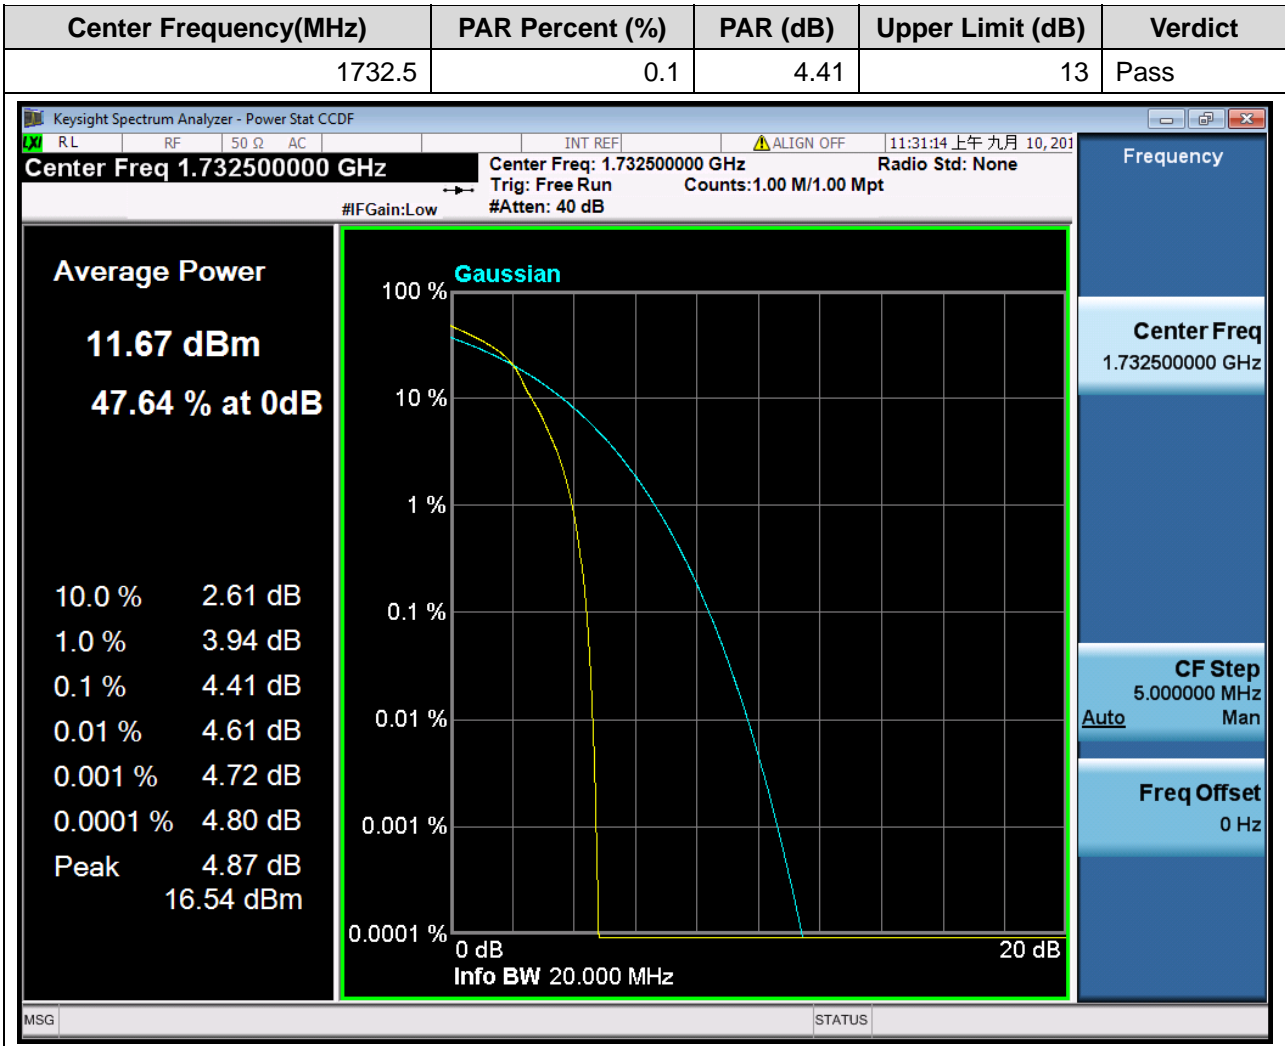 Center Frequency(MHz) PAR Percent (%) PAR (dB) Upper Limit (dB) Verdict
1732.5 0.1 4.41 13 Pass
Keysight Spectrum Analyzer - Power Stat CCDF
LXI RL RF 50 Ω AC INT REF ALIGN OFF 11:31:14 上午 九月 10, 201
Center Freq 1.732500000 GHz
Center Freq: 1.732500000 GHz Radio Std: None
Trig: Free Run Counts:1.00 M/1.00 Mpt
#IFGain:Low #Atten: 40 dB
Average Power
11.67 dBm
47.64 % at 0dB
10.0 % 2.61 dB
1.0 % 3.94 dB
0.1 % 4.41 dB
0.01 % 4.61 dB
0.001 % 4.72 dB
0.0001 % 4.80 dB
Peak 4.87 dB
16.54 dBm
Gaussian
100 %
10 %
1 %
0.1 %
0.01 %
0.001 %
0.0001 %
0 dB 20 dB
Info BW 20.000 MHz
Frequency
Center Freq
1.732500000 GHz
CF Step
5.000000 MHz
Auto Man
Freq Offset
0 Hz
MSG STATUS